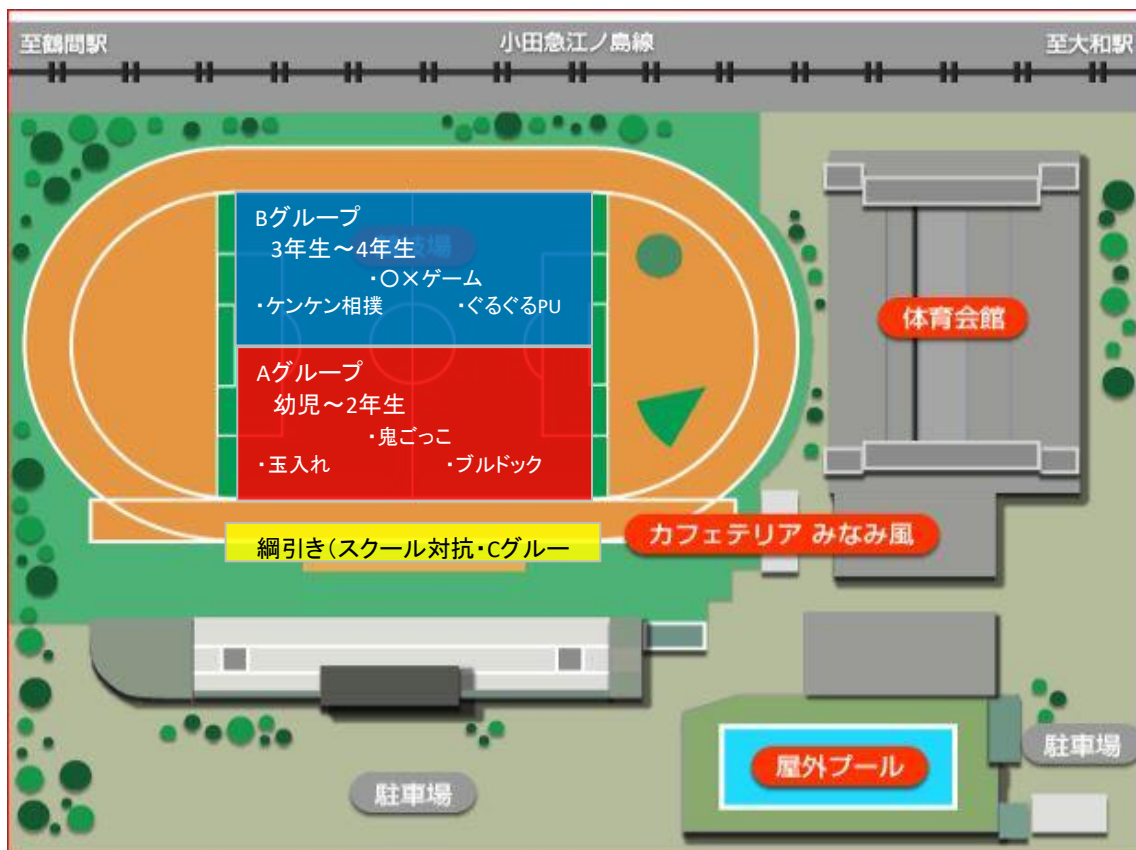 至鶴間駅
小田急江ノ島線
至大和駅
Bグループ
3年生～4年生
・〇×ゲーム
・ケンケン相撲
・ぐるぐるPU
Aグループ
幼児～2年生
・鬼ごっこ
・玉入れ
・ブルドック
体育会館
カフェテリア みなみ風
綱引き（スクール対抗・Cグルー
屋外プール
駐車場
駐車場